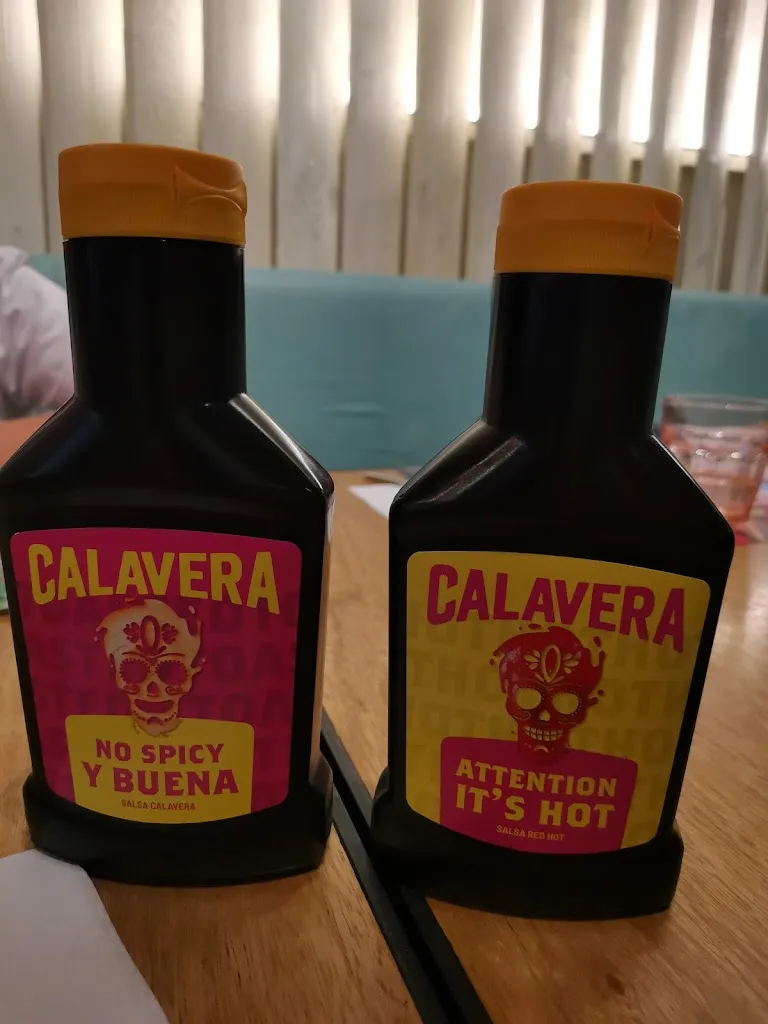 CALAVERA
NO SPICY
Y BUENA
SALSA CALAVERA
CALAVERA
ATTENTION
IT'S HOT
SALSA RED HOT